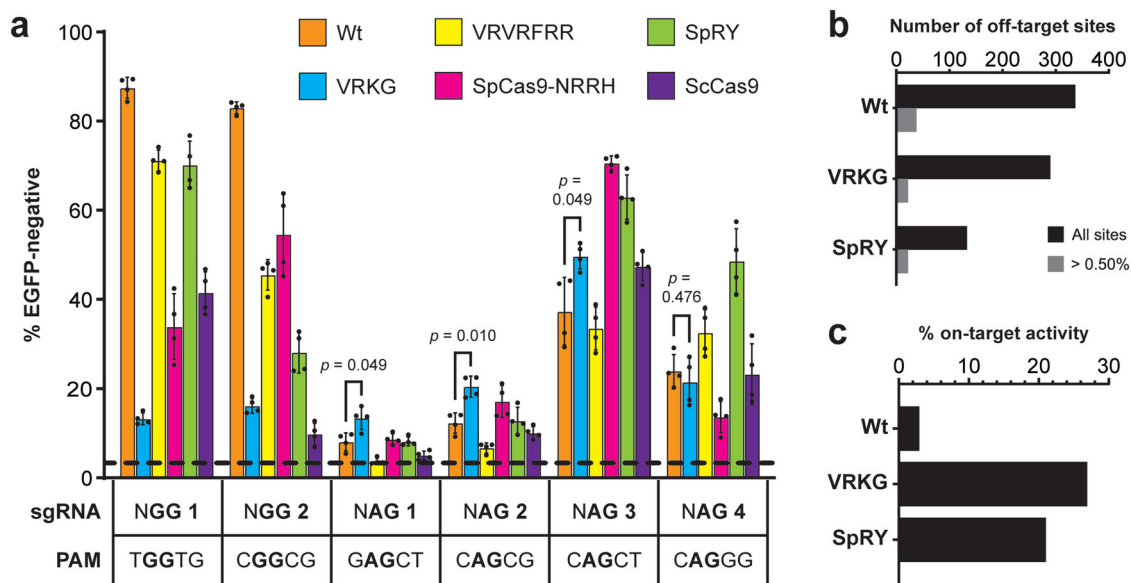 a
% EGFP-negative
100
80
60
40
20
0
Wt
VRVRFRR
SpRY
VRKG
SpCas9-NRRH
ScCas9
p = 0.049
p = 0.010
p =
0.049
p =
0.476
sgRNA
NGG 1
NGG 2
NAG 1
NAG 2
NAG 3
NAG 4
PAM
TGGTG
CGGCG
GAGCT
CAGCG
CAGCT
CAGGG
b
Number of off-target sites
0 100 200 300 400
Wt
VRKG
SpRY
All sites
> 0.50%
c
% on-target activity
0 10 20 30
Wt
VRKG
SpRY